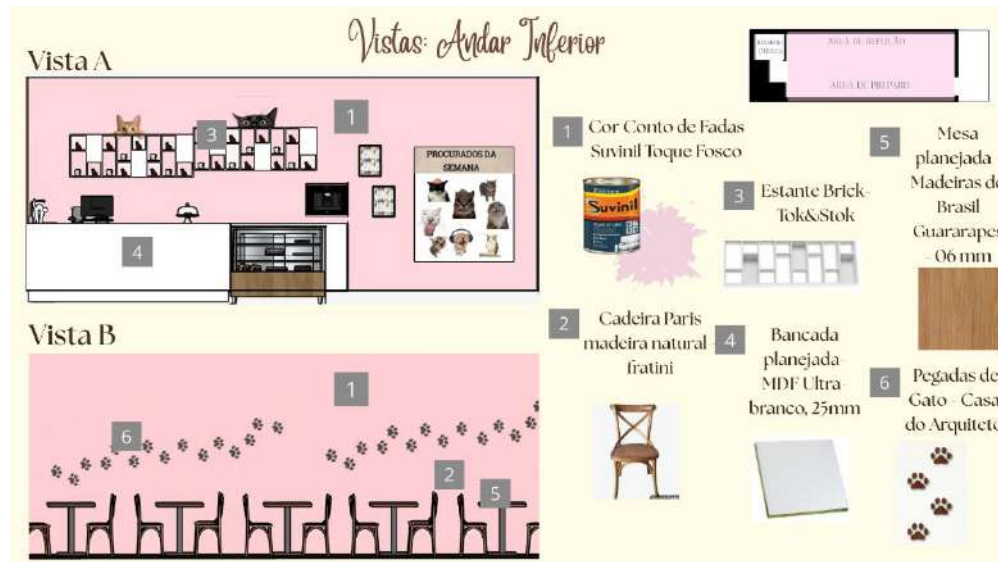 Vistas: Andar Inferior
Vista A
1
3
PROCURADOS DA
SEMANA
4
Vista B
1
6
2
5
ÁREA DE REFEIÇÃO
ÁREA DE PREPARO
1
Cor Conto de Fadas
Suvinil Toque Fosco
Suvinil
2
Cadeira Paris
madeira natural -
fratini
3
Estante Brick-
Tok&Stok
4
Bancada
planejada-
MDF Ultra
branco, 25mm
5
Mesa
planejada -
Madeiras do
Brasil
Guararapes
- 06 mm
6
Pegadas de
Gato - Casa
do Arquiteto